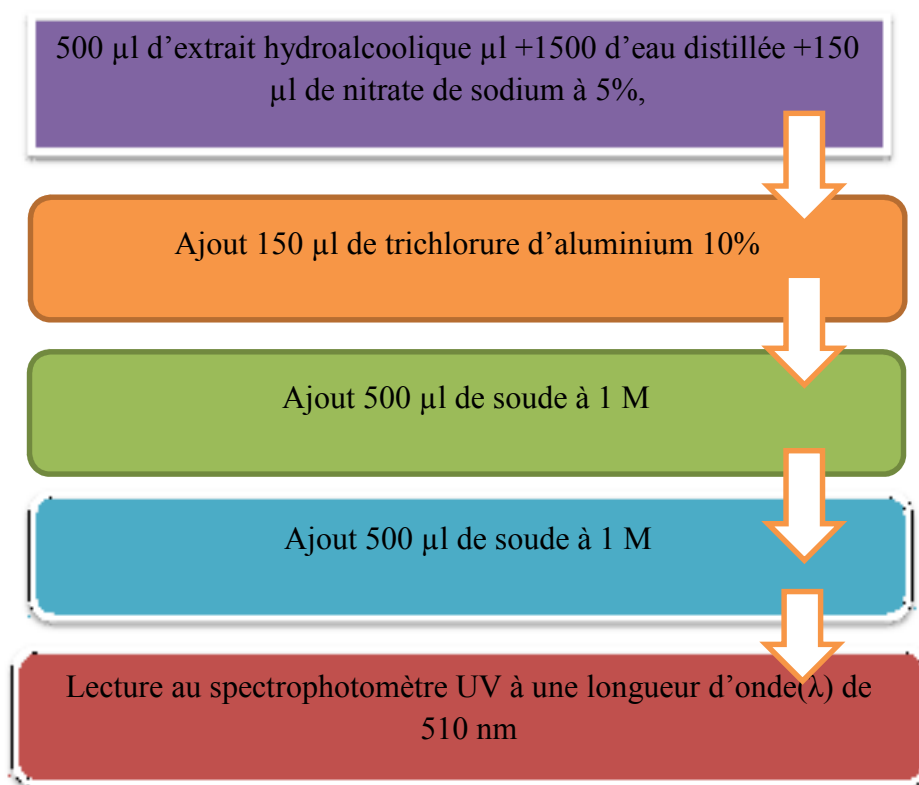 500 µl d’extrait hydroalcoolique µl +1500 d’eau distillée +150
µl de nitrate de sodium à 5%,
Ajout 150 µl de trichlorure d’aluminium 10%
Ajout 500 µl de soude à 1 M
Ajout 500 µl de soude à 1 M
Lecture au spectrophotomètre UV à une longueur d’onde(λ) de
510 nm